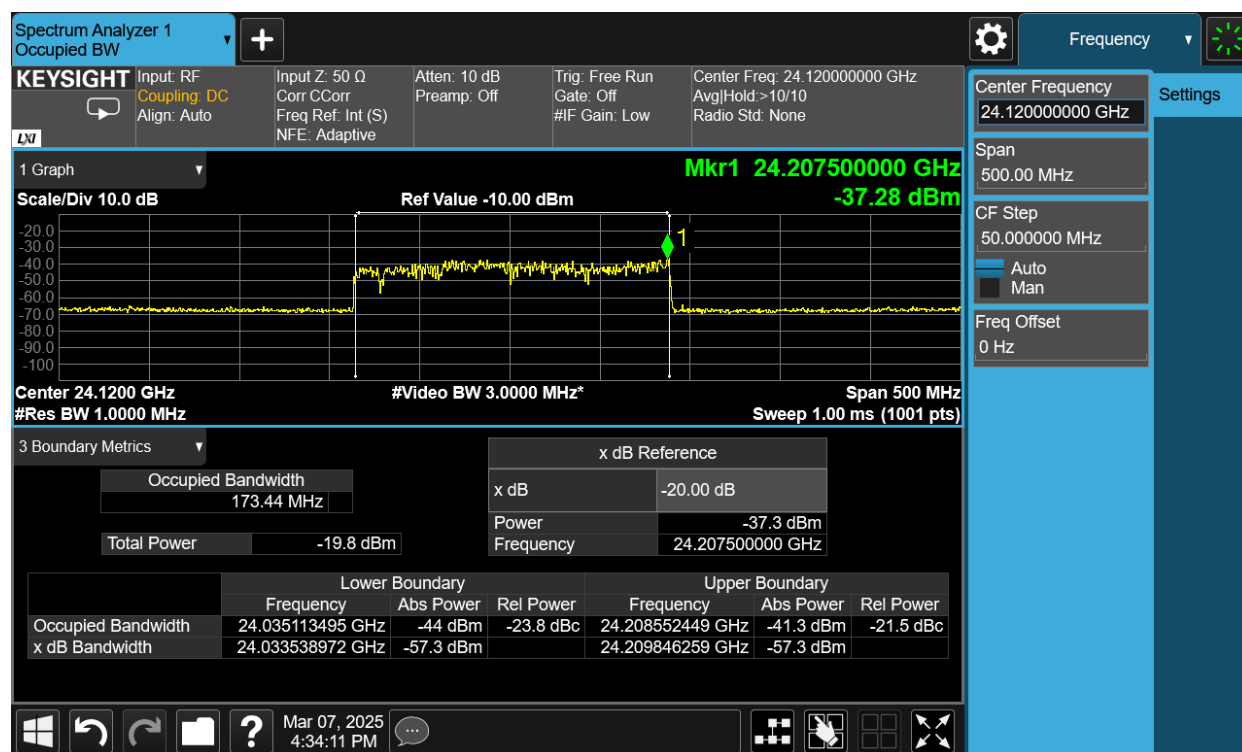 Spectrum Analyzer 1
Occupied BW
Frequency
KEYSIGHT
LXI
Input: RF
Coupling: DC
Align: Auto
Input Z: 50 Ω
Corr CCorr
Freq Ref: Int (S)
NFE: Adaptive
Atten: 10 dB
Preamp: Off
Trig: Free Run
Gate: Off
#IF Gain: Low
Center Freq: 24.120000000 GHz
Avg|Hold:>10/10
Radio Std: None
Center Frequency
24.120000000 GHz
Settings
Span
500.00 MHz
CF Step
50.000000 MHz
Auto
Man
Freq Offset
0 Hz
1 Graph
Mkr1 24.207500000 GHz
-37.28 dBm
Scale/Div 10.0 dB
Ref Value -10.00 dBm
1
-20.0
-30.0
-40.0
-50.0
-60.0
-70.0
-80.0
-90.0
-100
Center 24.1200 GHz
#Video BW 3.0000 MHz*
Span 500 MHz
#Res BW 1.0000 MHz
Sweep 1.00 ms (1001 pts)
3 Boundary Metrics
Occupied Bandwidth
173.44 MHz
Total Power -19.8 dBm
x dB Reference
x dB -20.00 dB
Power -37.3 dBm
Frequency 24.207500000 GHz
Lower Boundary Upper Boundary
Frequency Abs Power Rel Power Frequency Abs Power Rel Power
Occupied Bandwidth 24.035113495 GHz -44 dBm -23.8 dBc 24.208552449 GHz -41.3 dBm -21.5 dBc
x dB Bandwidth 24.033538972 GHz -57.3 dBm 24.209846259 GHz -57.3 dBm
?
Mar 07, 2025
4:34:11 PM